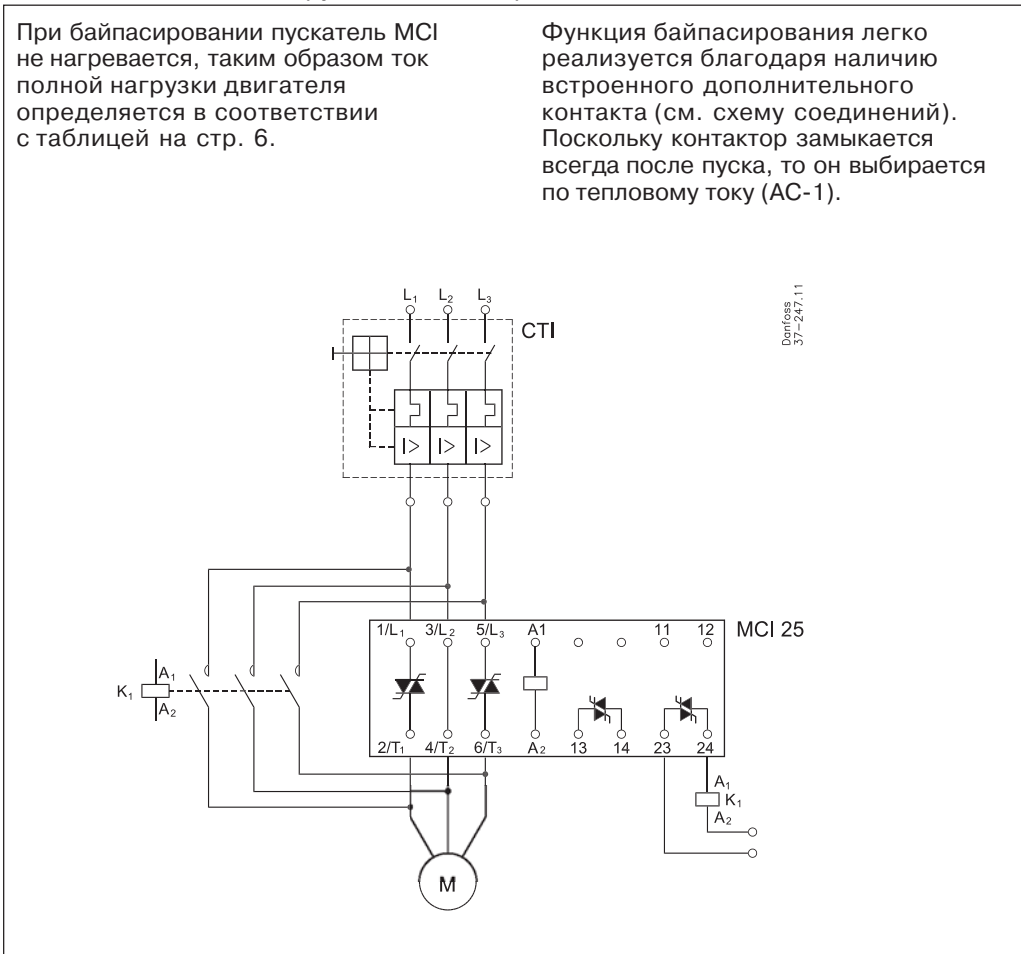 При байпасировании пускатель MCI
не нагревается, таким образом ток
полной нагрузки двигателя
определяется в соответствии
с таблицей на стр. 6.
Функция байпасирования легко
реализуется благодаря наличию
встроенного дополнительного
контакта (см. схему соединений).
Поскольку контактор замыкается
всегда после пуска, то он выбирается
по тепловому току (АС-1).
L1 L2 L3
CTI
Danfoss
37-247.11
I> I> I>
1/L1 3/L2 5/L3 A1 11 12 MCI 25
K1 A1
A2
2/T1 4/T2 6/T3 A2 13 14 23 24
A1
K1
A2
M